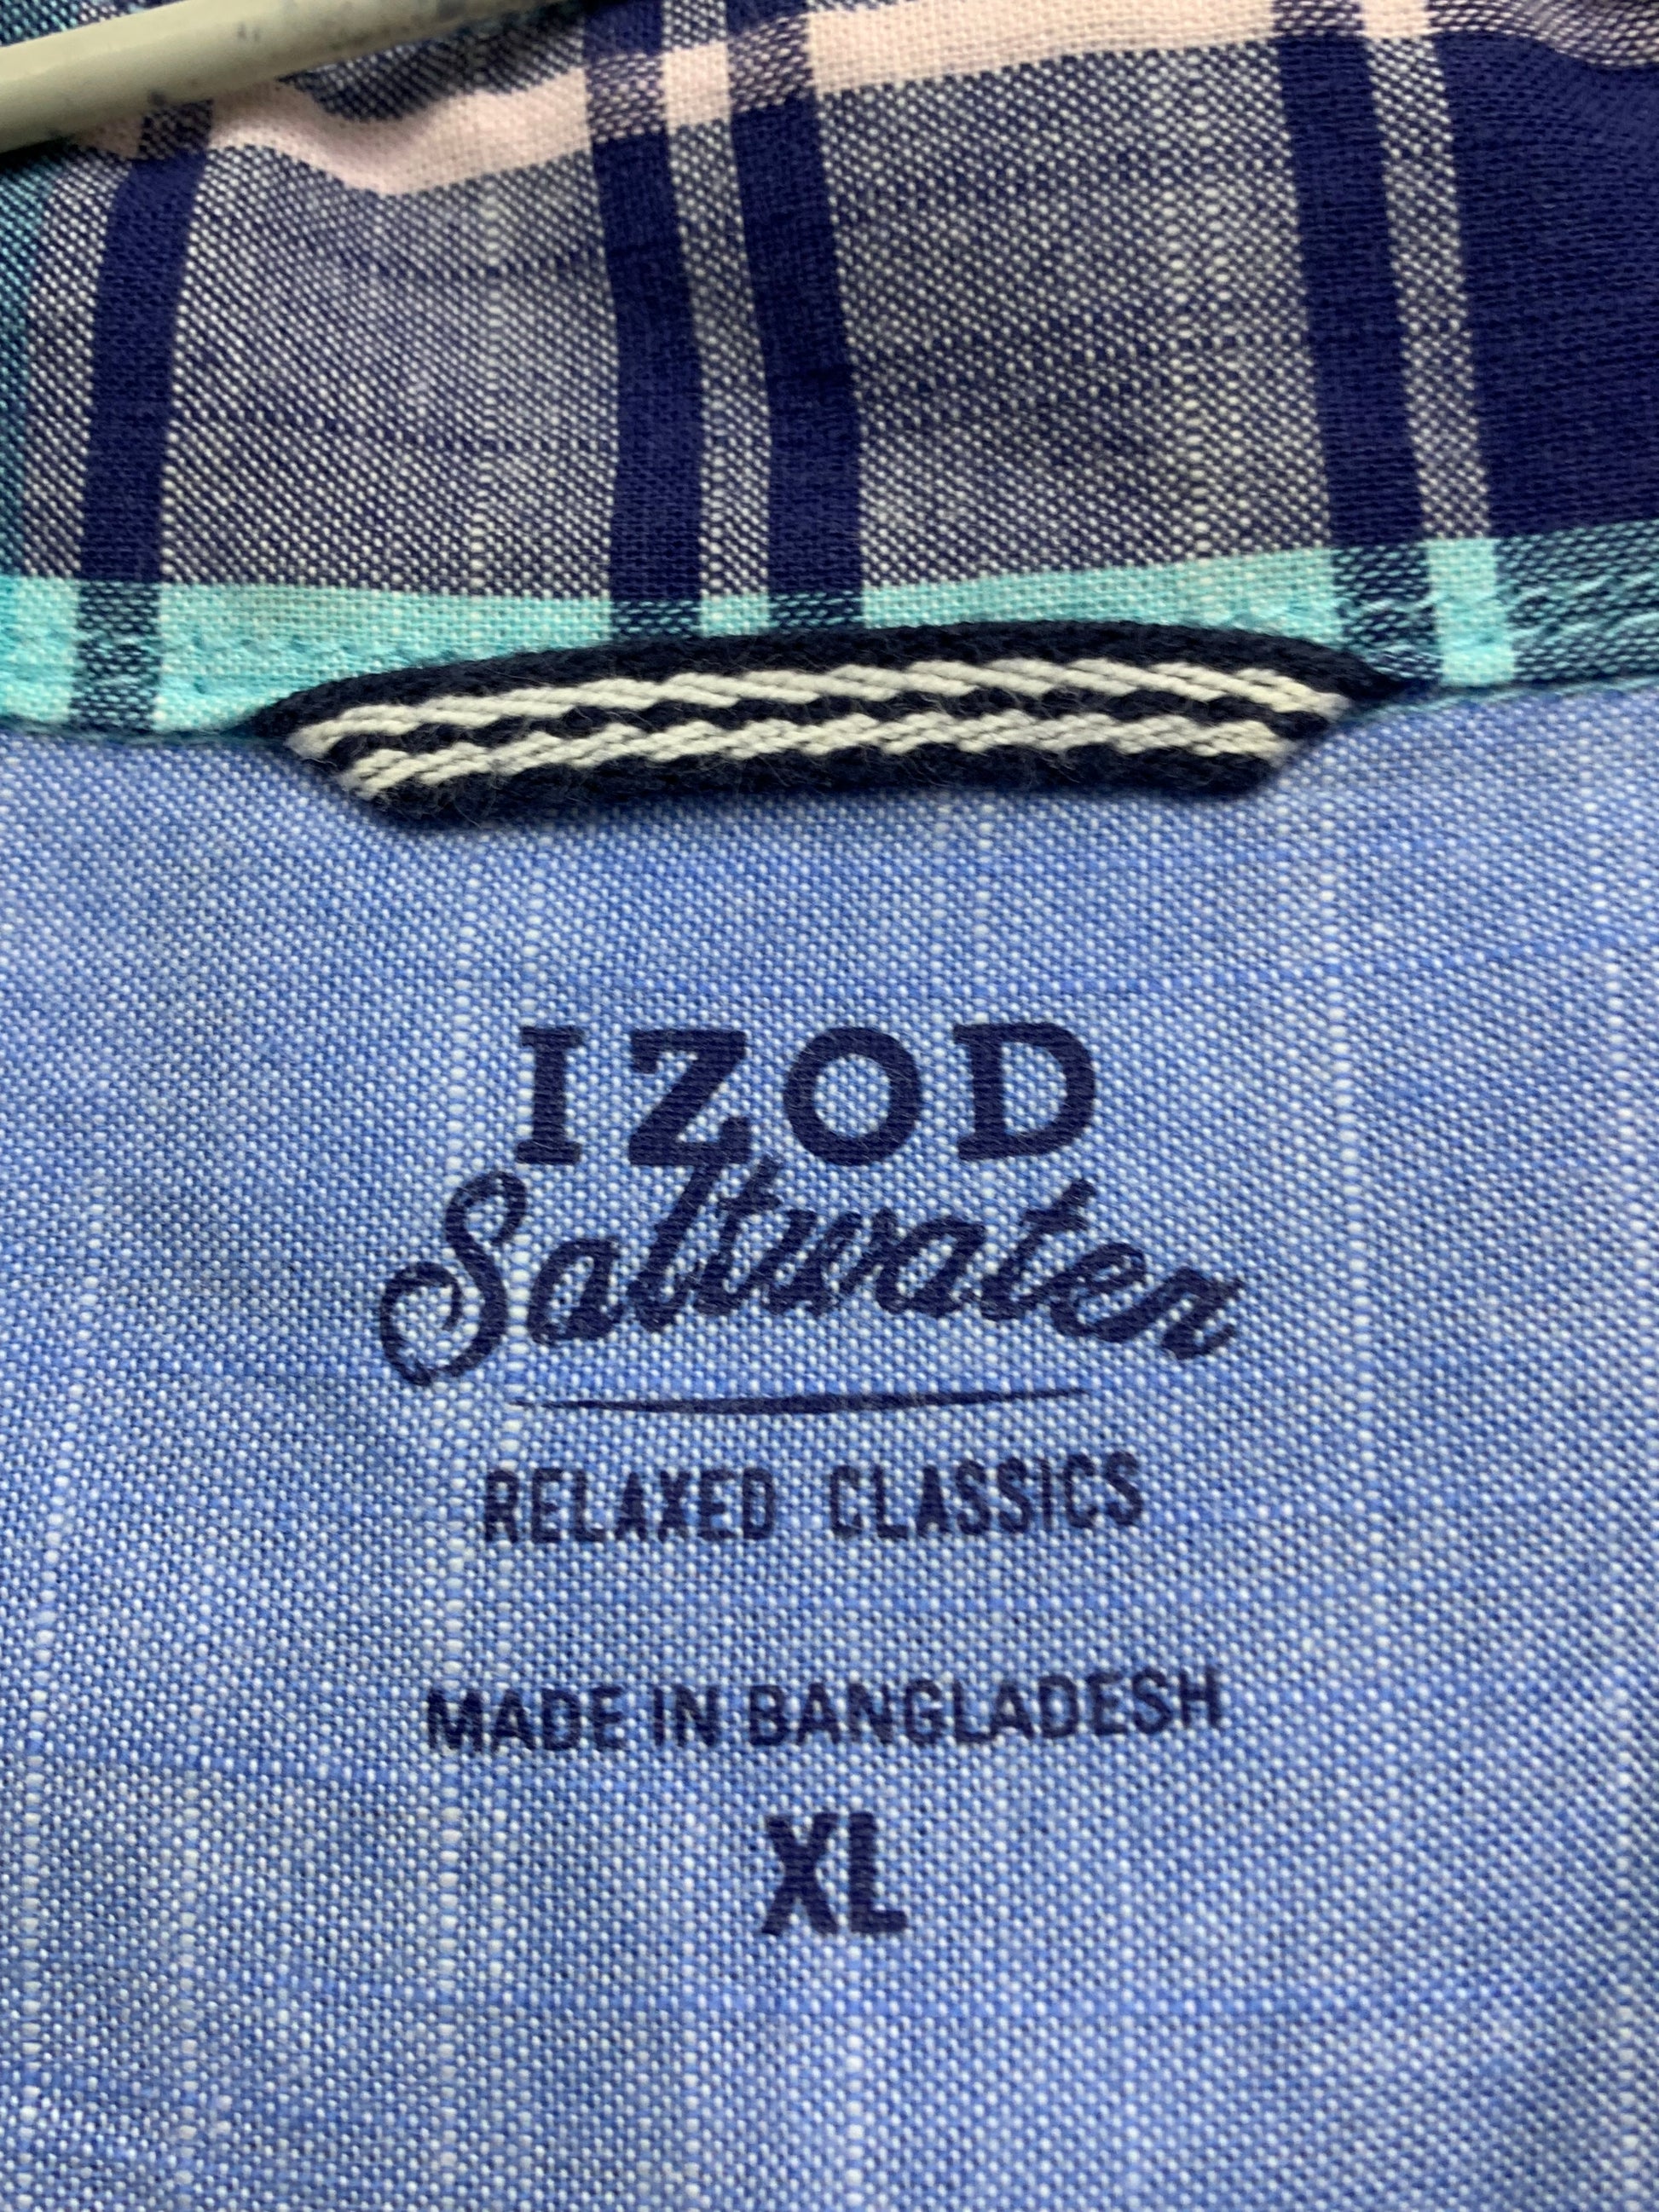 IZOD
Saltwater
RELAXED CLASSICS
MADE IN BANGLADESH
XL